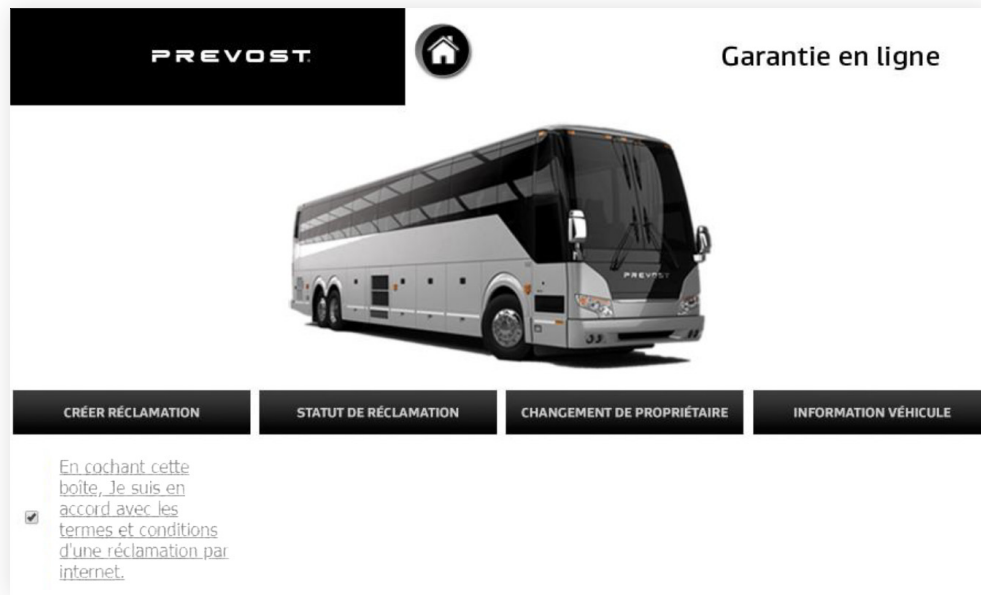 PREVOST
Garantie en ligne
PREVOST
CRÉER RÉCLAMATION
STATUT DE RÉCLAMATION
CHANGEMENT DE PROPRIÉTAIRE
INFORMATION VÉHICULE
En cochant cette
boîte, Je suis en
accord avec les
termes et conditions
d'une réclamation par
internet.